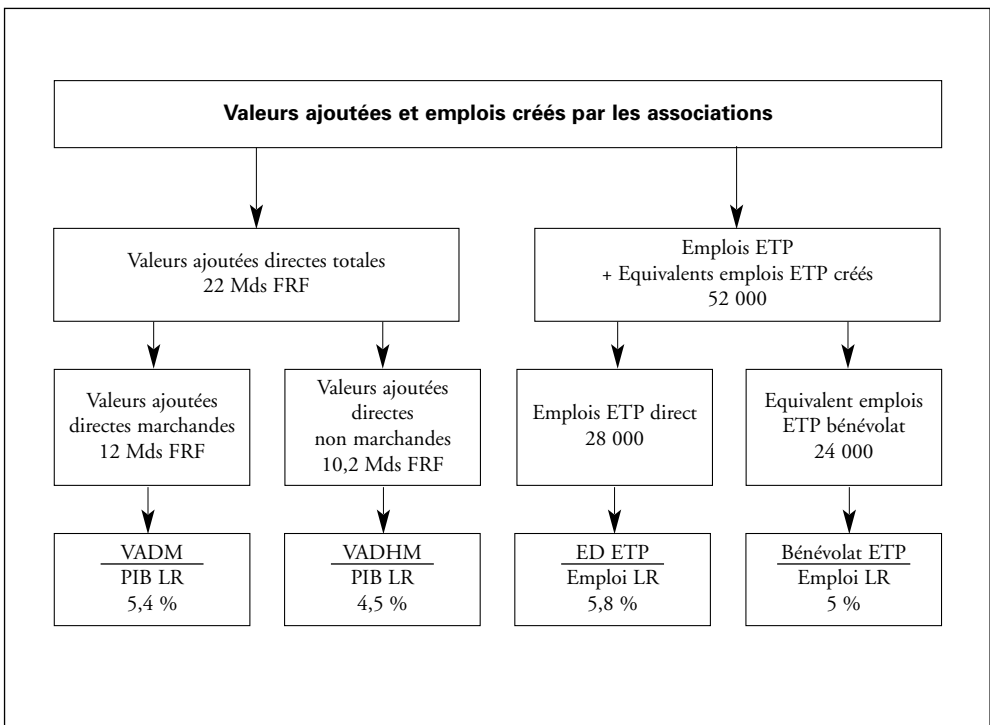 Valeurs ajoutées et emplois créés par les associations
Valeurs ajoutées directes totales
22 Mds FRF
Emplois ETP
+ Equivalents emplois ETP créés
52 000
Valeurs ajoutées
directes marchandes
12 Mds FRF
Valeurs ajoutées
directes
non marchandes
10,2 Mds FRF
Emplois ETP direct
28 000
Equivalent emplois
ETP bénévolat
24 000
VADM
PIB LR
5,4 %
VADHM
PIB LR
4,5 %
ED ETP
Emploi LR
5,8 %
Bénévolat ETP
Emploi LR
5 %